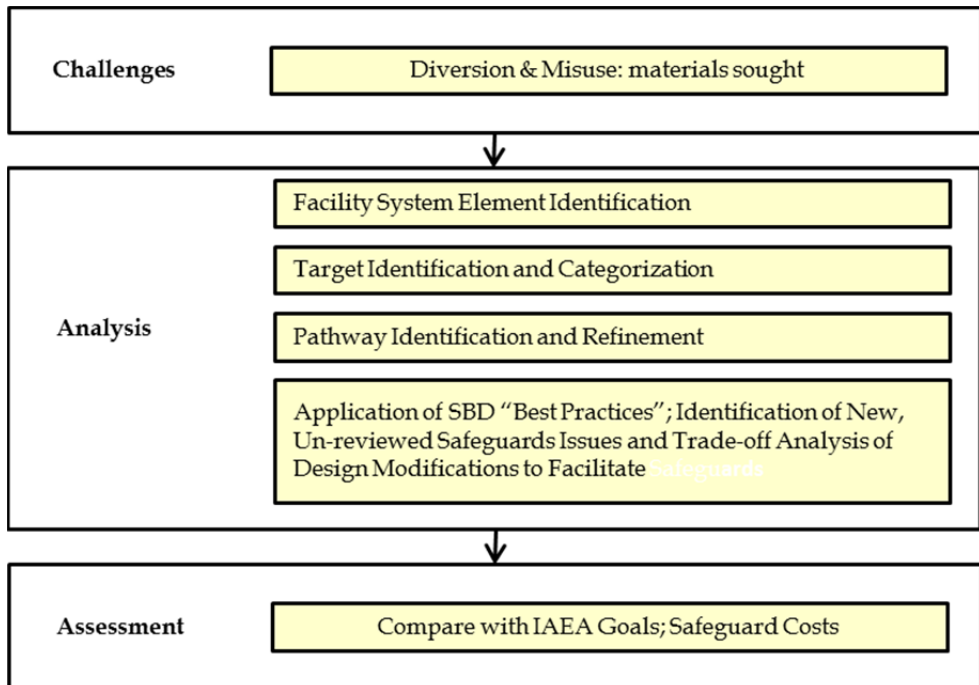 Challenges
Diversion & Misuse: materials sought
Analysis
Facility System Element Identification
Target Identification and Categorization
Pathway Identification and Refinement
Application of SBD “Best Practices”; Identification of New,
Un-reviewed Safeguards Issues and Trade-off Analysis of
Design Modifications to Facilitate Safeguards
Assessment
Compare with IAEA Goals; Safeguard Costs